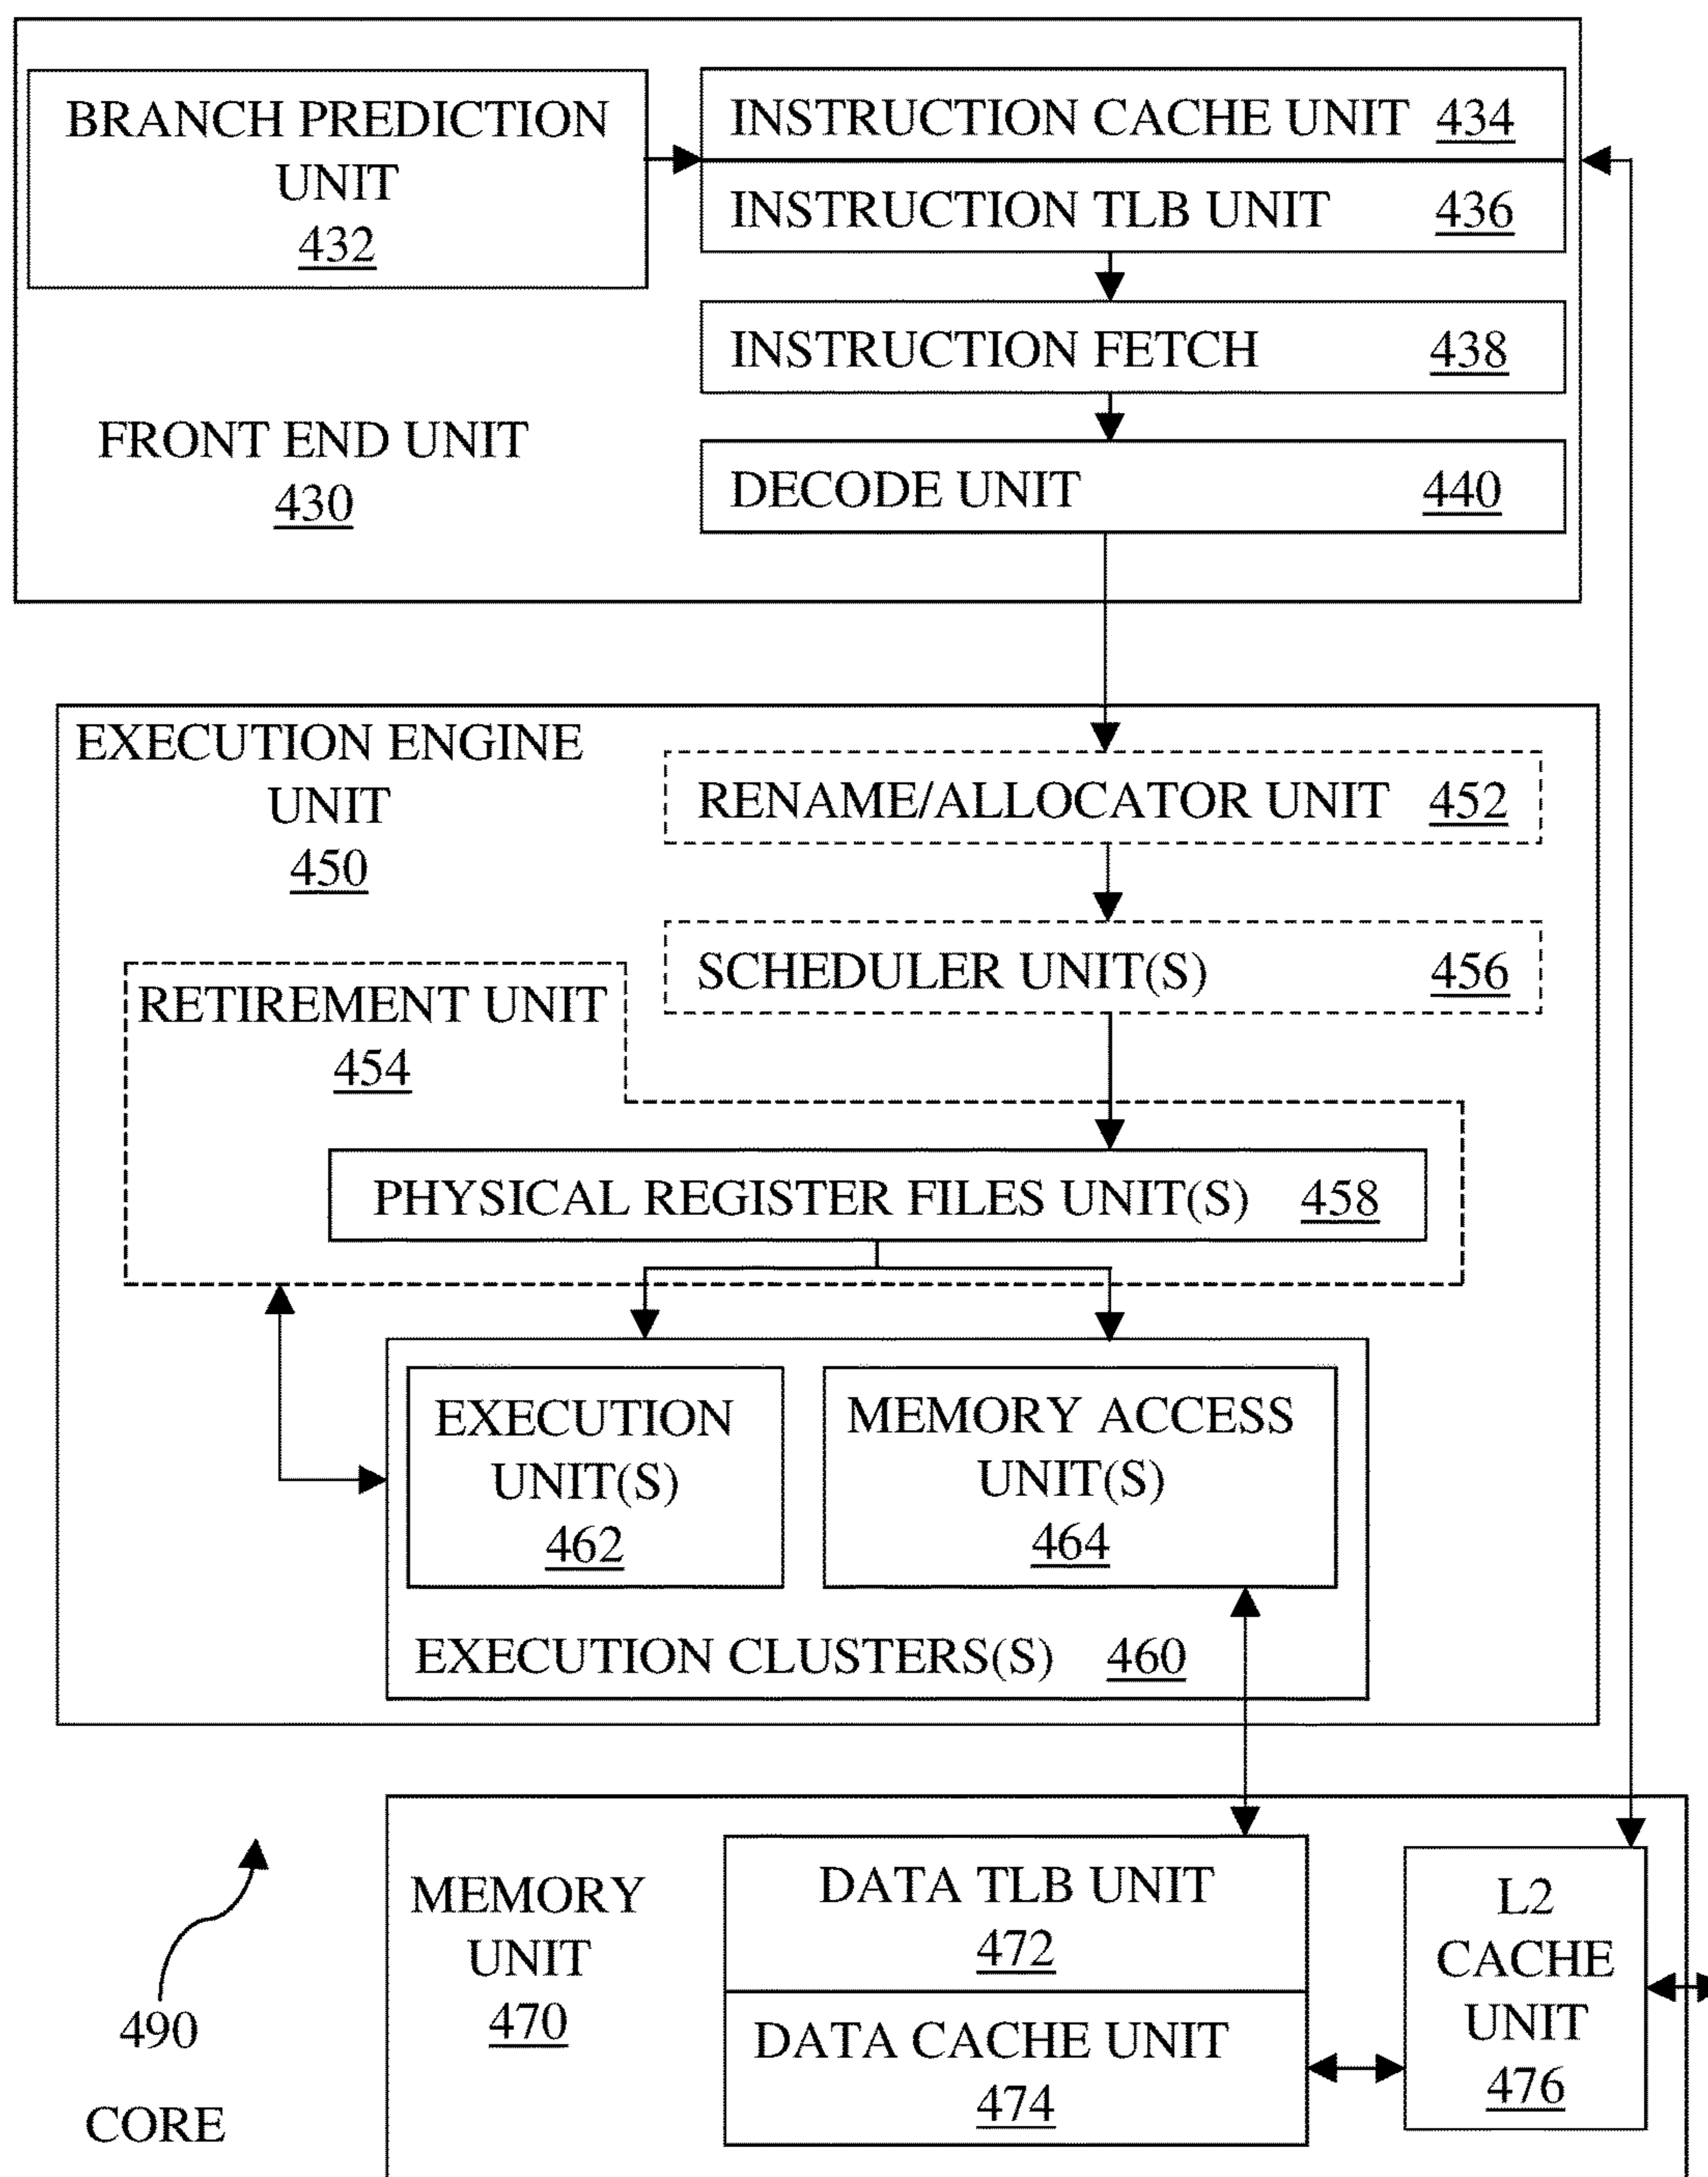 BRANCH PREDICTION
UNIT
432
INSTRUCTION CACHE UNIT 434
INSTRUCTION TLB UNIT 436
INSTRUCTION FETCH 438
FRONT END UNIT
430
DECODE UNIT 440
EXECUTION ENGINE
UNIT
450
RENAME/ALLOCATOR UNIT 452
SCHEDULER UNIT(S) 456
RETIREMENT UNIT
454
PHYSICAL REGISTER FILES UNIT(S) 458
EXECUTION
UNIT(S)
462
MEMORY ACCESS
UNIT(S)
464
EXECUTION CLUSTERS(S) 460
MEMORY
UNIT
470
DATA TLB UNIT
472
DATA CACHE UNIT
474
L2
CACHE
UNIT
476
490
CORE